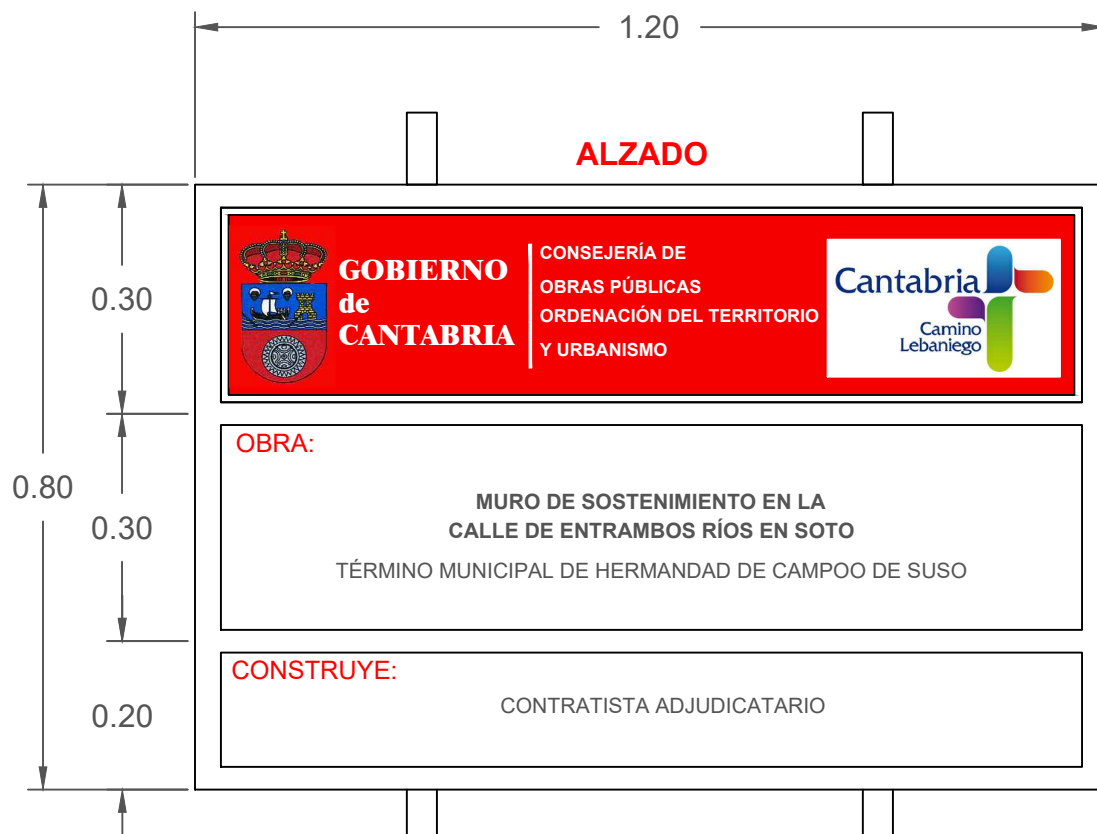 1.20
ALZADO
GOBIERNO
de
CANTABRIA
CONSEJERÍA DE
OBRAS PÚBLICAS
ORDENACIÓN DEL TERRITORIO
Y URBANISMO
Cantabria
Camino
Lebaniego
0.30
OBRA:
MURO DE SOSTENIMIENTO EN LA
CALLE DE ENTRAMBOS RÍOS EN SOTO
TÉRMINO MUNICIPAL DE HERMANDAD DE CAMPOO DE SUSO
0.80
0.30
CONSTRUYE:
CONTRATISTA ADJUDICATARIO
0.20